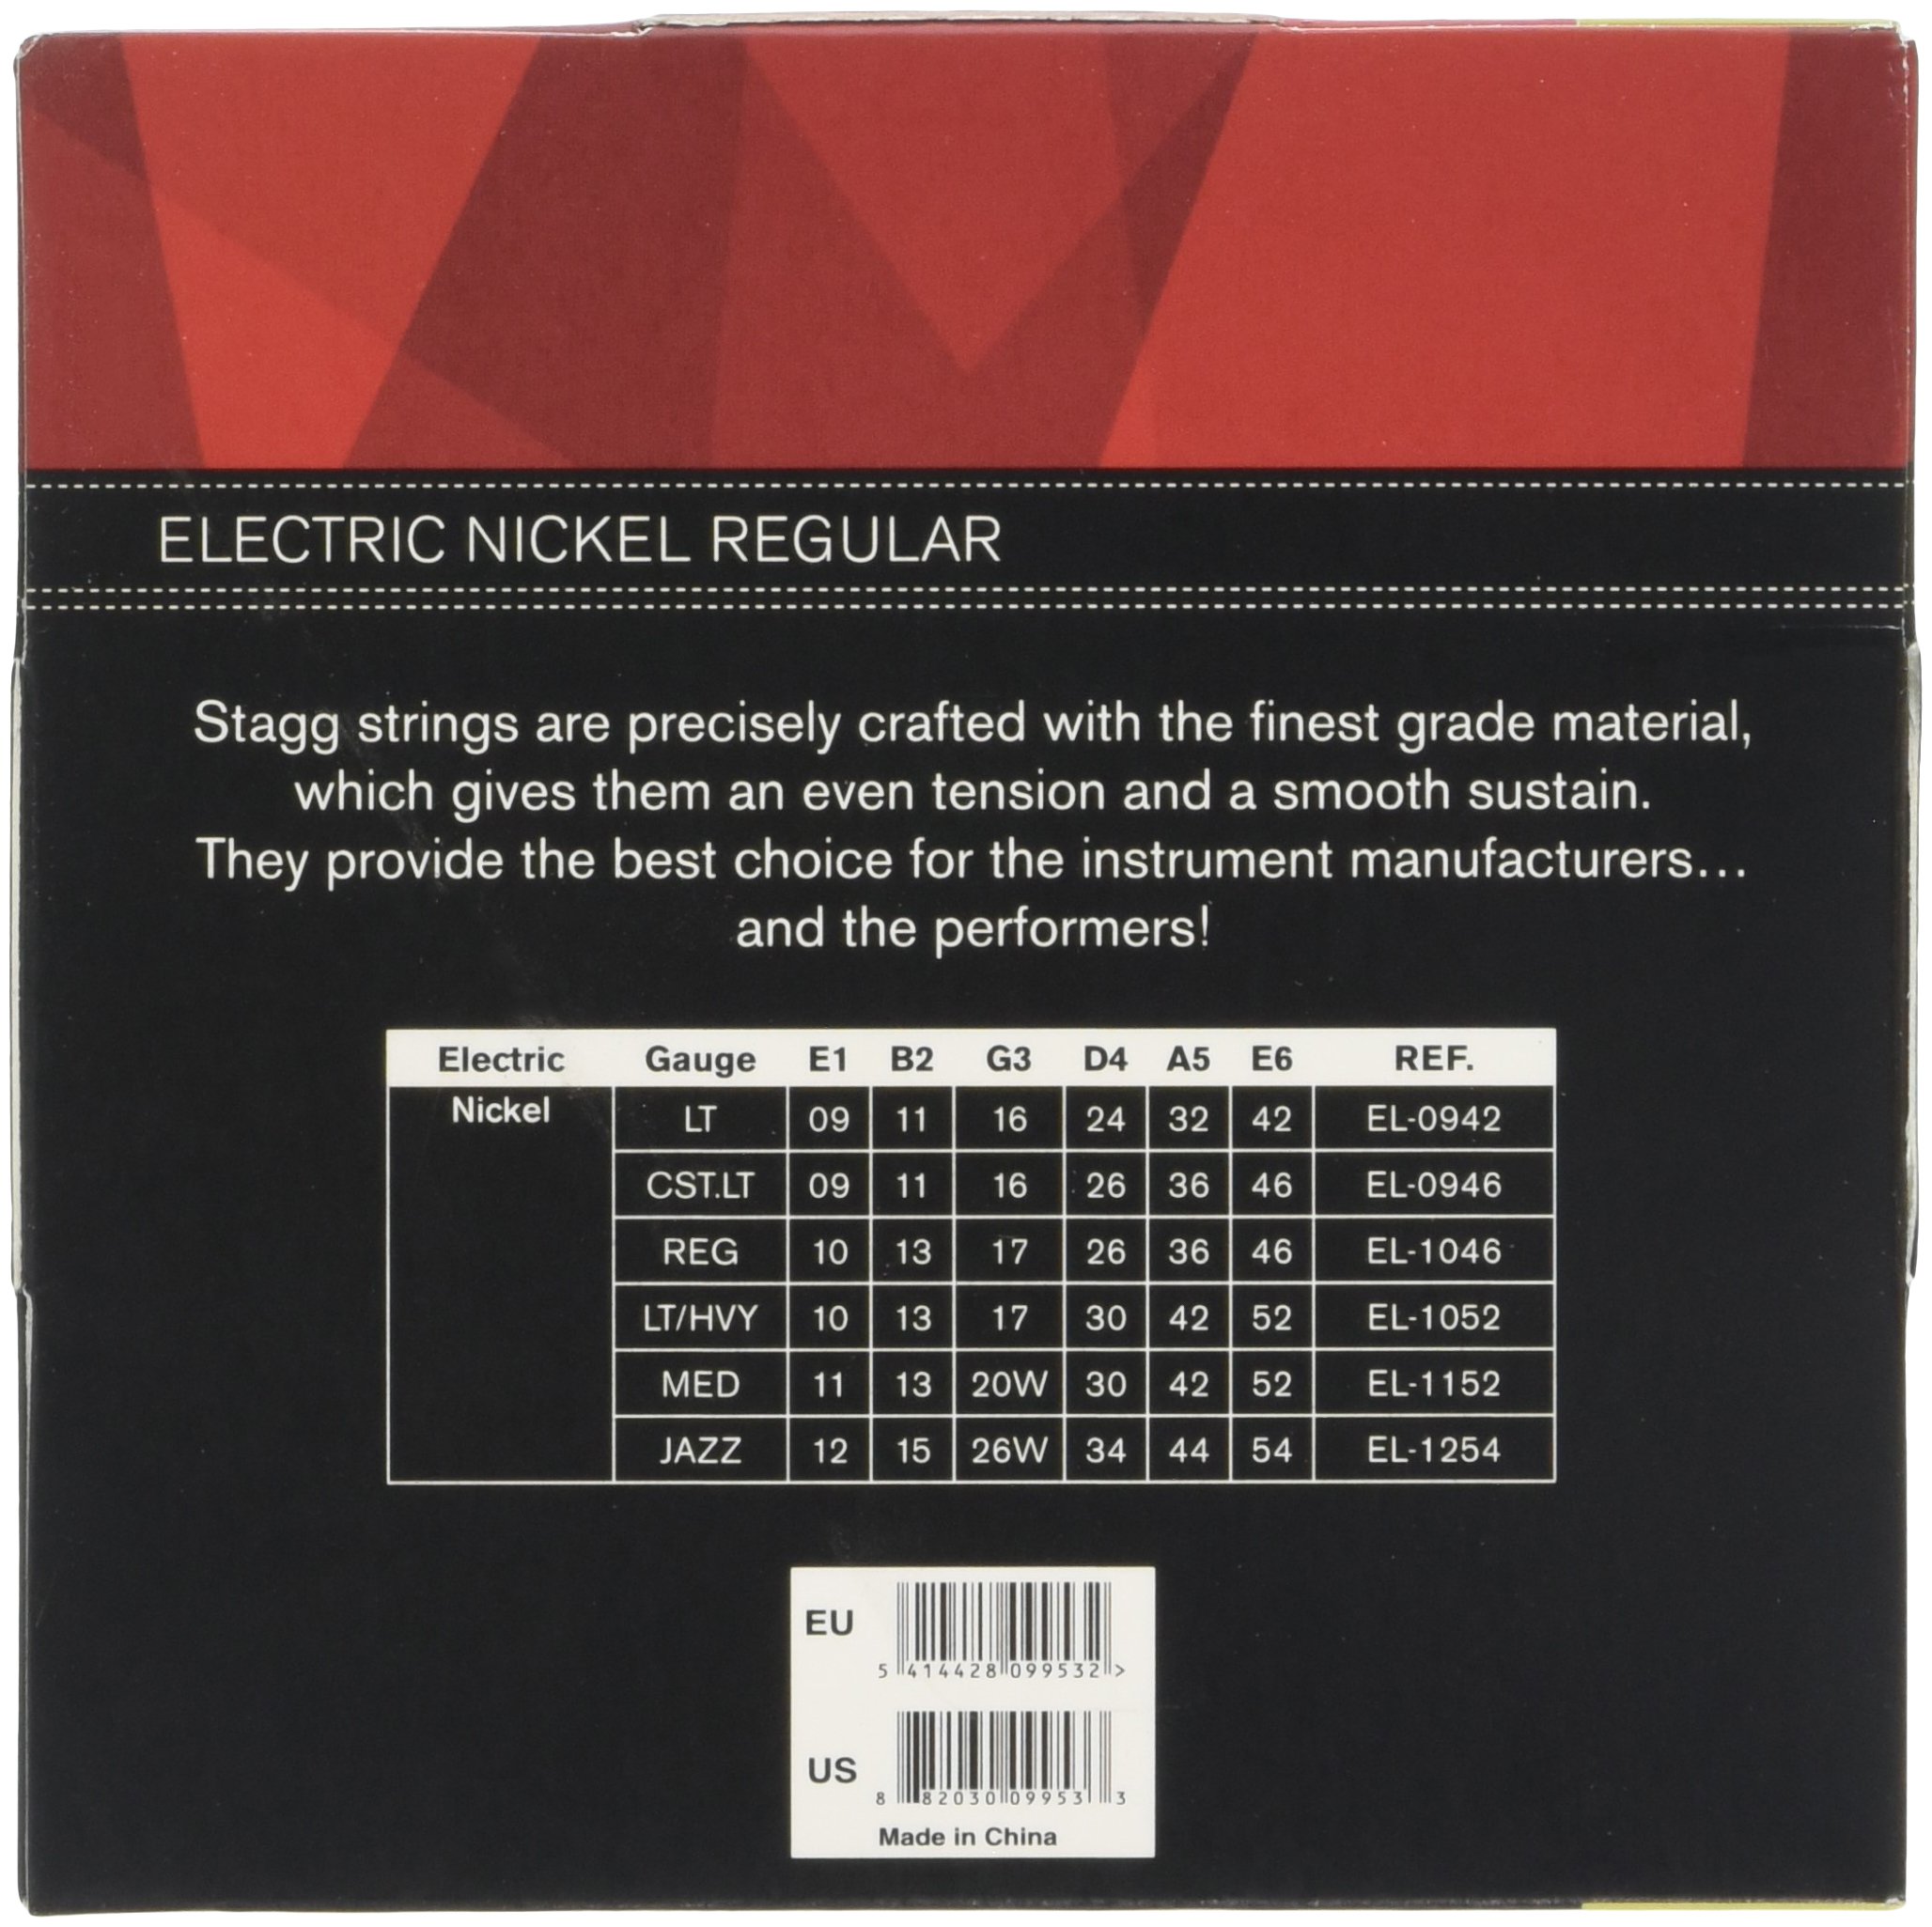 ELECTRIC NICKEL REGULAR
Stagg strings are precisely crafted with the finest grade material,
which gives them an even tension and a smooth sustain.
They provide the best choice for the instrument manufacturers...
and the performers!
Electric Gauge E1 B2 G3 D4 A5 E6 REF.
Nickel LT 09 11 16 24 32 42 EL-0942
CST.LT 09 11 16 26 36 46 EL-0946
REG 10 13 17 26 36 46 EL-1046
LT/HVY 10 13 17 30 42 52 EL-1052
MED 11 13 20W 30 42 52 EL-1152
JAZZ 12 15 26W 34 44 54 EL-1254
EU
5 414428 099532 >
US
8 82030 09953 3
Made in China